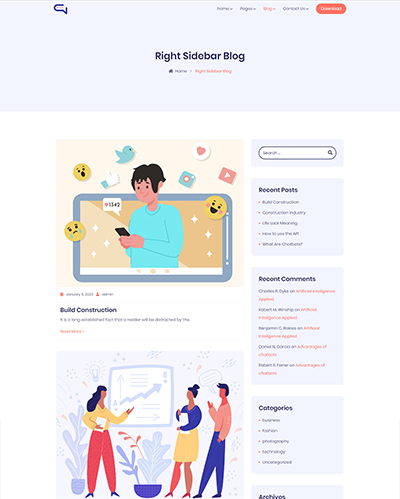 Home Pages Blog Contact Us Download
Right Sidebar Blog
Home > Right Sidebar Blog
Search ...
Recent Posts
Build Construction
Construction Industry
Life Lack Meaning
How to use the API
What Are Chatbots?
1342
January 9, 2020 admin
Build Construction
It is a long established fact that a reader will be distracted by the.
Read More >
Recent Comments
Charles R. Dyke on Artificial Intelligence
Applied
Robert M. Winship on Artificial
Intelligence Applied
Benjamin C. Raines on Artificial
Intelligence Applied
Daniel N. Garcia on Advantages of
chatbots
Robert P. Ferrer on Advantages of
chatbots
Categories
business
fashion
photography
technology
Uncategorized
Archives